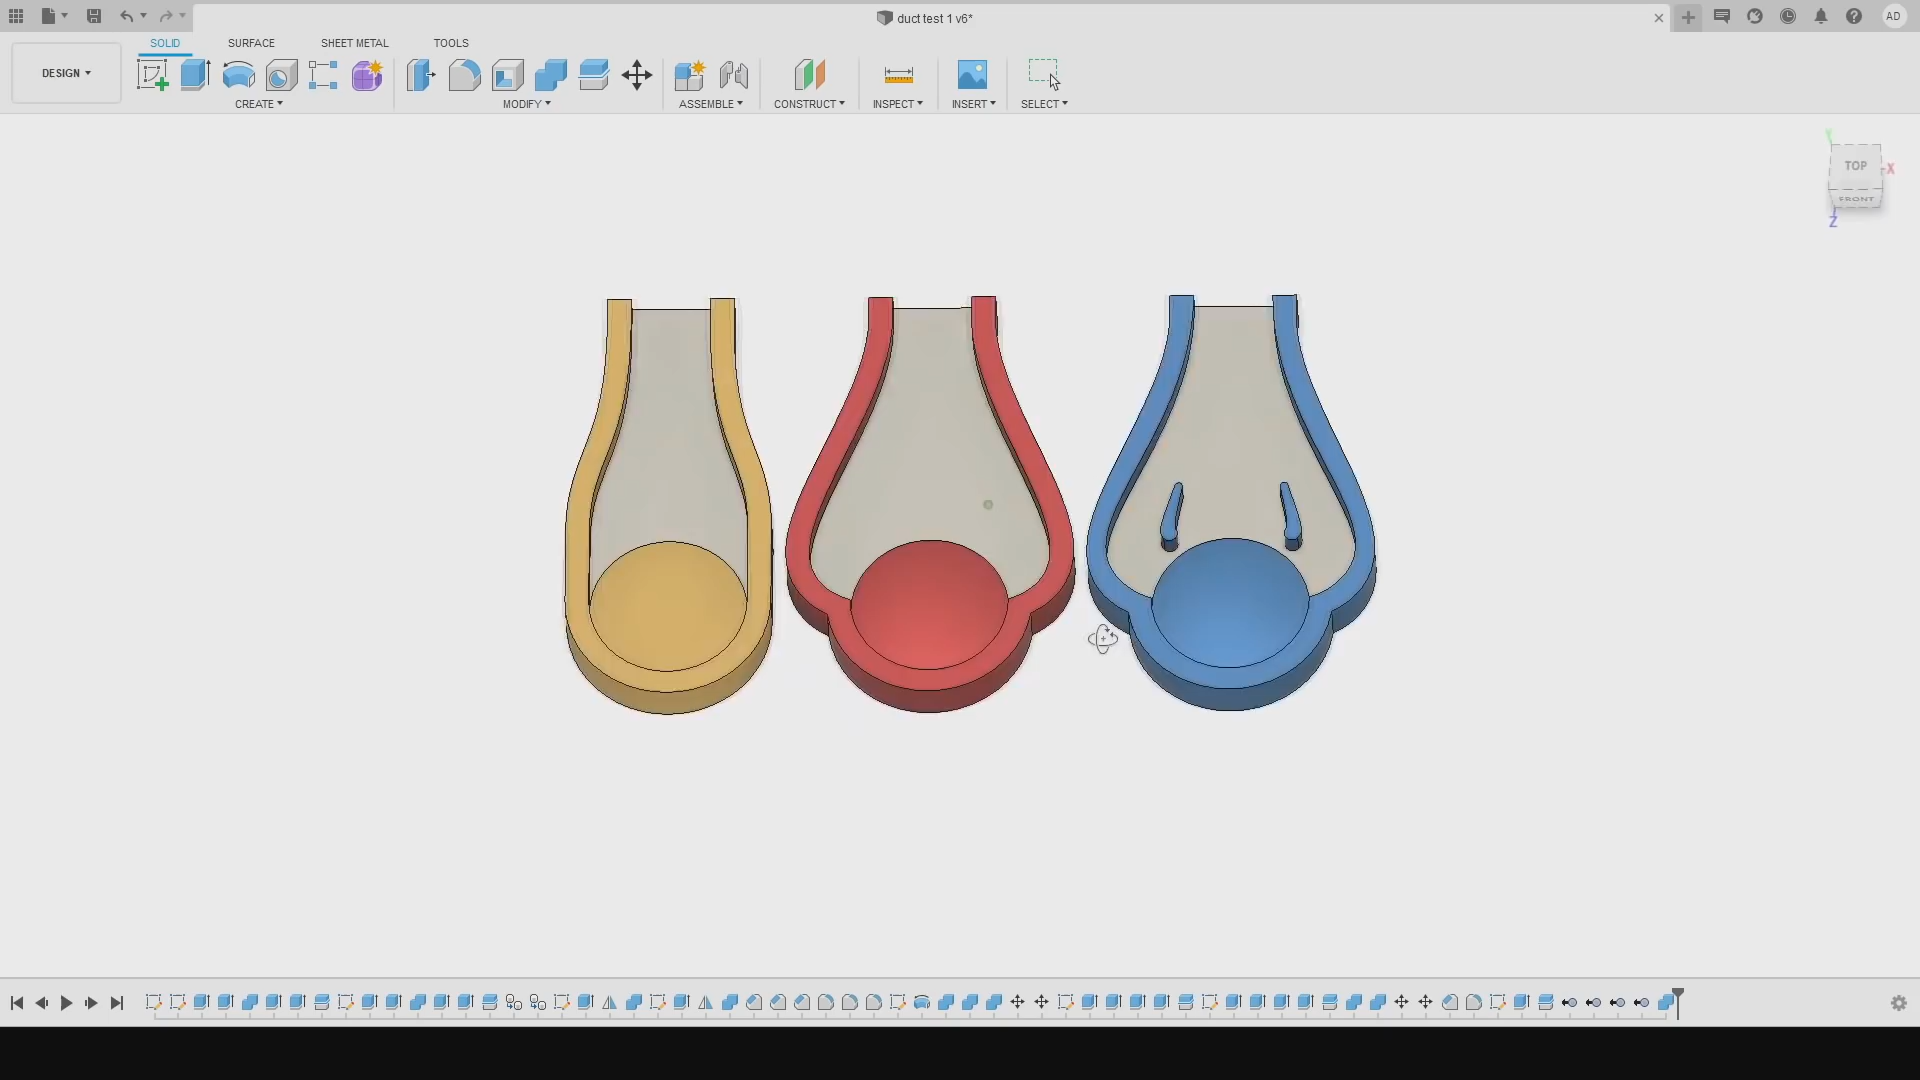 duct test 1 v6*
AD
SOLID
SURFACE
SHEET METAL
TOOLS
DESIGN
CREATE
MODIFY
ASSEMBLE
CONSTRUCT
INSPECT
INSERT
SELECT
Y
TOP
X
FRONT
Z